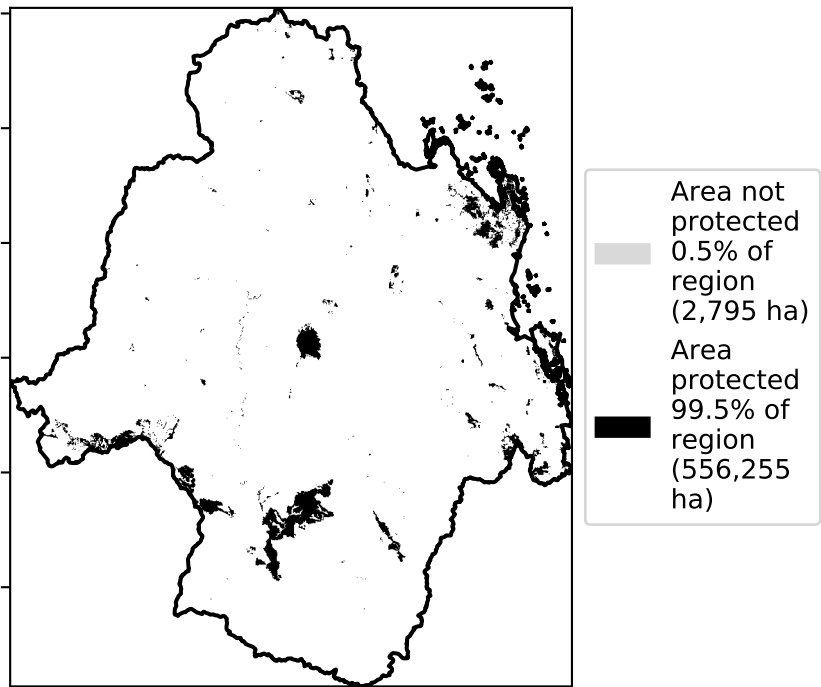 Area not
protected
0.5% of
region
(2,795 ha)
Area
protected
99.5% of
region
(556,255
ha)